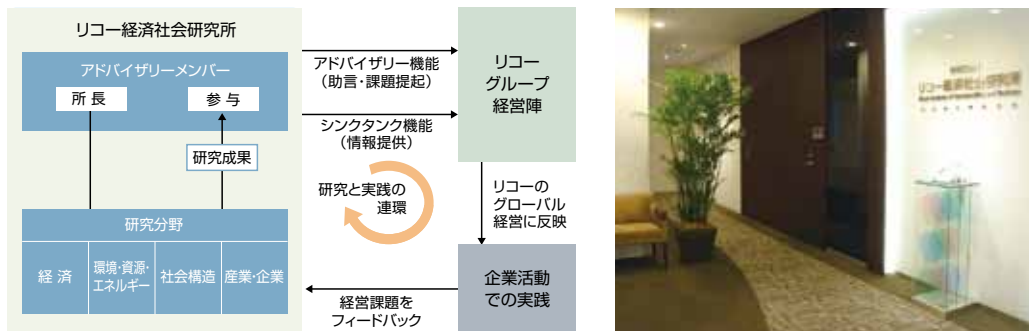 リコー経済社会研究所
アドバイザリーメンバー
所 長
参 与
研究成果
研究分野
経 済
環境・資源・
エネルギー
社会構造
産業・企業
アドバイザリー機能
（助言・課題提起）
シンクタンク機能
（情報提供）
研究と実践の
連環
経営課題を
フィードバック
リコー
グループ
経営陣
リコーの
グローバル
経営に反映
企業活動
での実践
リコー経済社会研究所